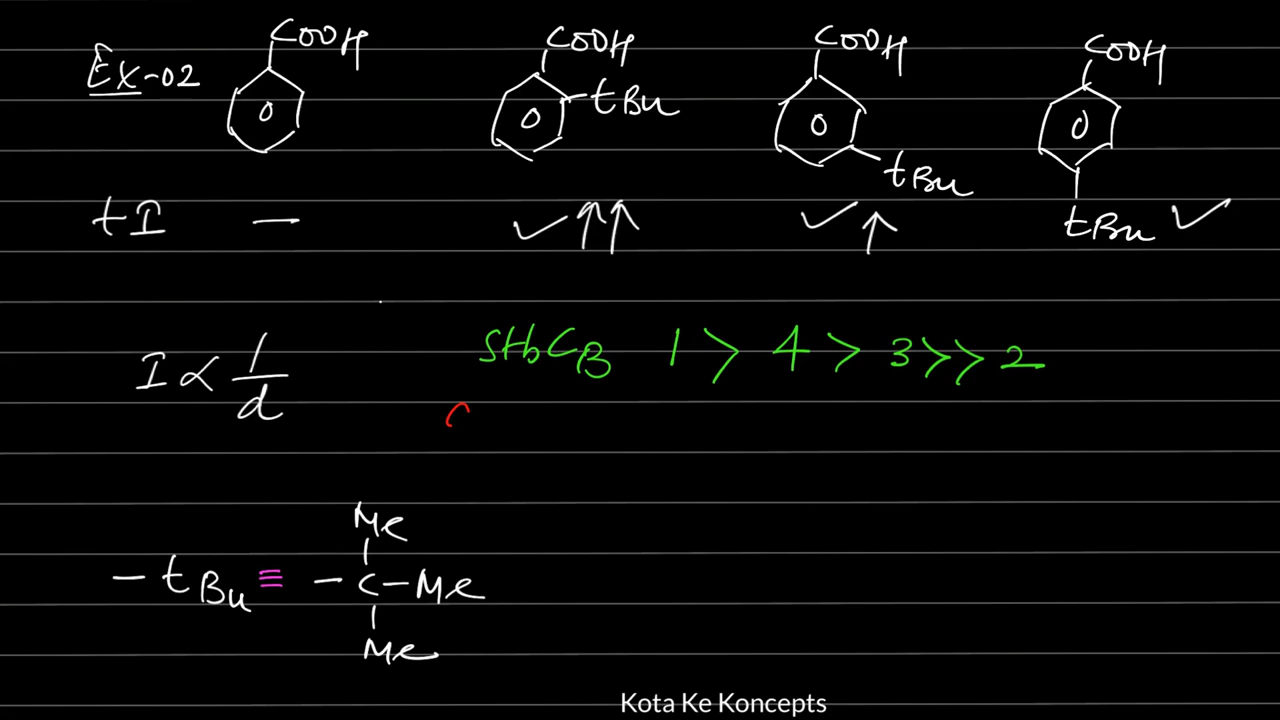 Ex-02
COOH
COOH
COOH
COOH
O
O
tBu
O
tBu
O
tBu
+I — ✓↑↑ ✓↑ ✓
I ∝ 1/d
StbCB 1 > 4 > 3 >> 2
Me
— tBu ≡ — C — Me
Me
Kota Ke Koncepts